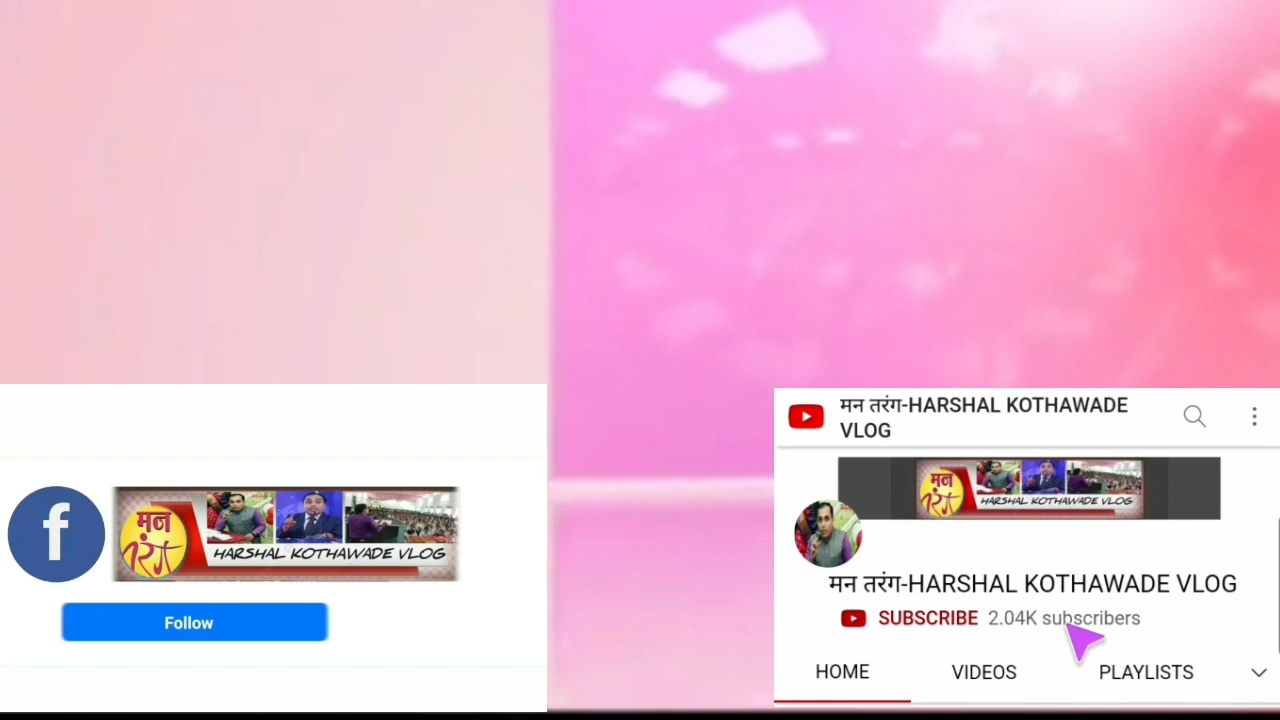 f
मन
तरंग
HARSHAL KOTHAWADE VLOG
Follow
मन तरंग-HARSHAL KOTHAWADE
VLOG
मन
तरंग
HARSHAL KOTHAWADE VLOG
मन तरंग-HARSHAL KOTHAWADE VLOG
SUBSCRIBE 2.04K subscribers
HOME VIDEOS PLAYLISTS